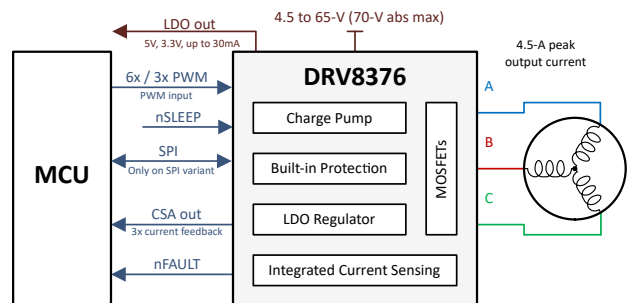 LDO out
5V, 3.3V, up to 30mA
4.5 to 65-V (70-V abs max)
4.5-A peak
output current
MCU
6x / 3x PWM
PWM input
nSLEEP
SPI
Only on SPI variant
CSA out
3x current feedback
nFAULT
DRV8376
Charge Pump
Built-in Protection
LDO Regulator
Integrated Current Sensing
MOSFETs
A
B
C